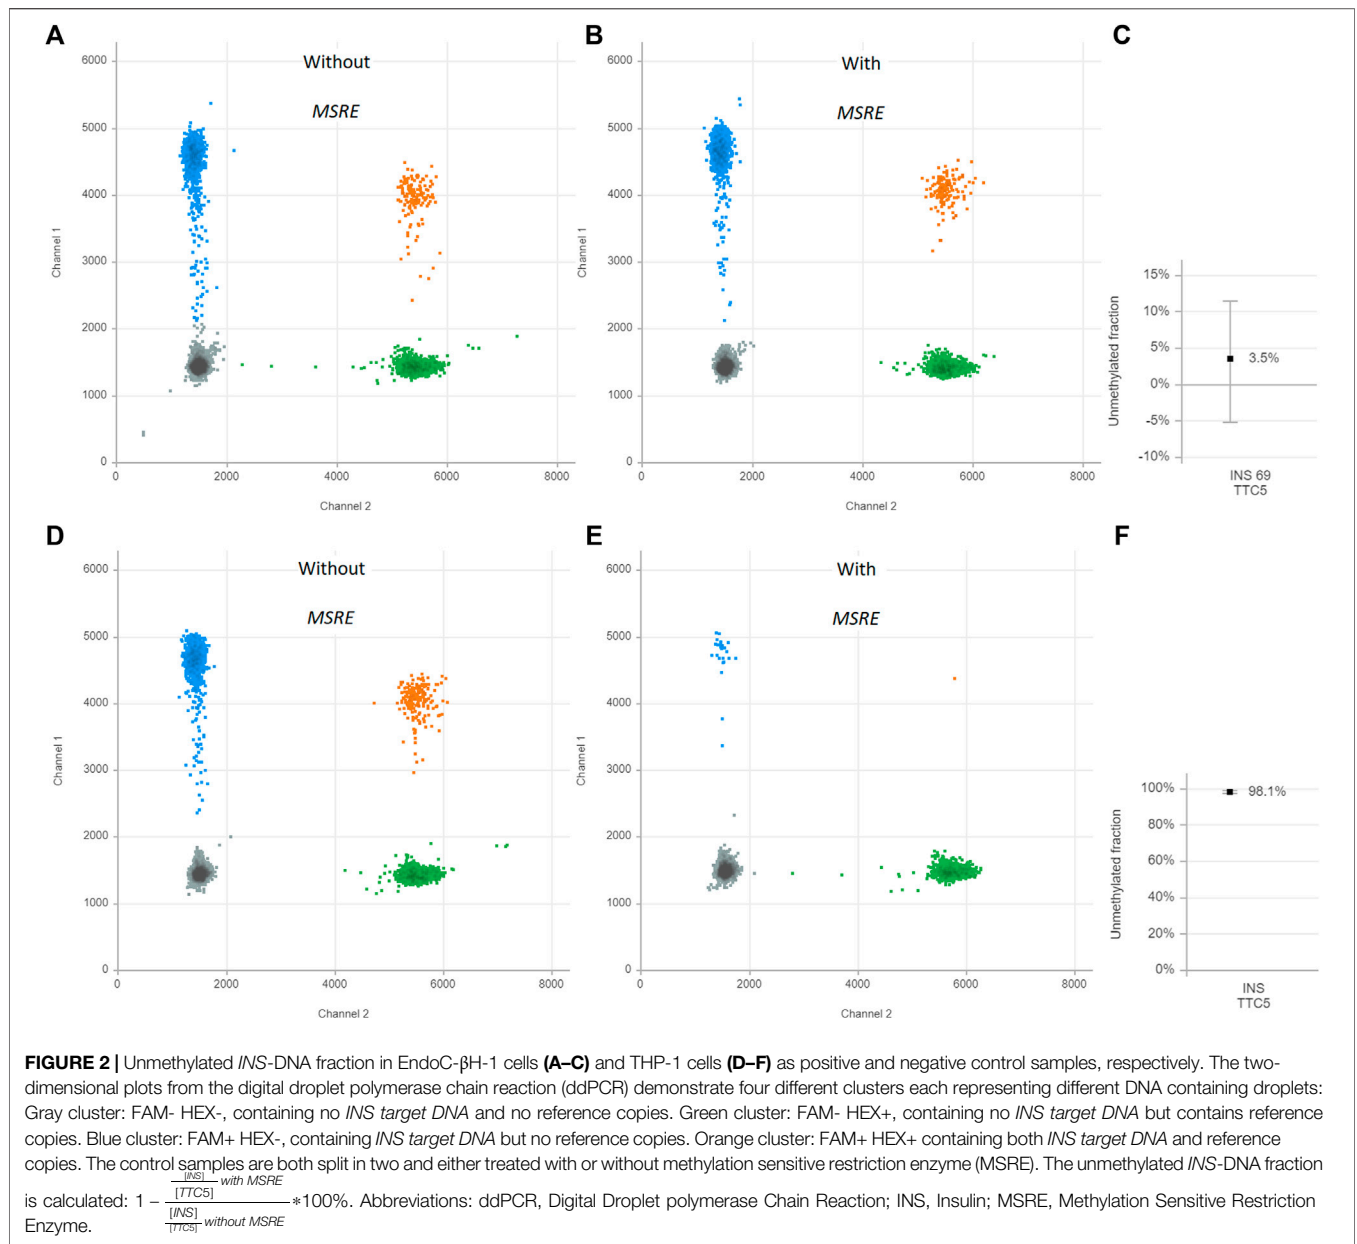 A
B
C
Without
MSRE
With
MSRE
6000
5000
4000
3000
2000
1000
0
Channel 1
0
2000
4000
6000
8000
Channel 2
6000
5000
4000
3000
2000
1000
0
Channel 1
0
2000
4000
6000
8000
Channel 2
15%
10%
5%
0%
-5%
-10%
Unmethylated fraction
3.5%
INS 69
TTC5
D
E
F
Without
MSRE
With
MSRE
6000
5000
4000
3000
2000
1000
0
Channel 1
0
2000
4000
6000
8000
Channel 2
6000
5000
4000
3000
2000
1000
0
Channel 1
0
2000
4000
6000
8000
Channel 2
100%
80%
60%
40%
20%
0%
Unmethylated fraction
98.1%
INS
TTC5
FIGURE 2 | Unmethylated INS-DNA fraction in EndoC-βH-1 cells (A–C) and THP-1 cells (D–F) as positive and negative control samples, respectively. The two-
dimensional plots from the digital droplet polymerase chain reaction (ddPCR) demonstrate four different clusters each representing different DNA containing droplets:
Gray cluster: FAM- HEX-, containing no INS target DNA and no reference copies. Green cluster: FAM- HEX+, containing no INS target DNA but contains reference
copies. Blue cluster: FAM+ HEX-, containing INS target DNA but no reference copies. Orange cluster: FAM+ HEX+ containing both INS target DNA and reference
copies. The control samples are both split in two and either treated with or without methylation sensitive restriction enzyme (MSRE). The unmethylated INS-DNA fraction
is calculated: 1 − [INS]/[TTC5] with MSRE / [INS]/[TTC5] without MSRE *100%. Abbreviations: ddPCR, Digital Droplet polymerase Chain Reaction; INS, Insulin; MSRE, Methylation Sensitive Restriction
Enzyme.